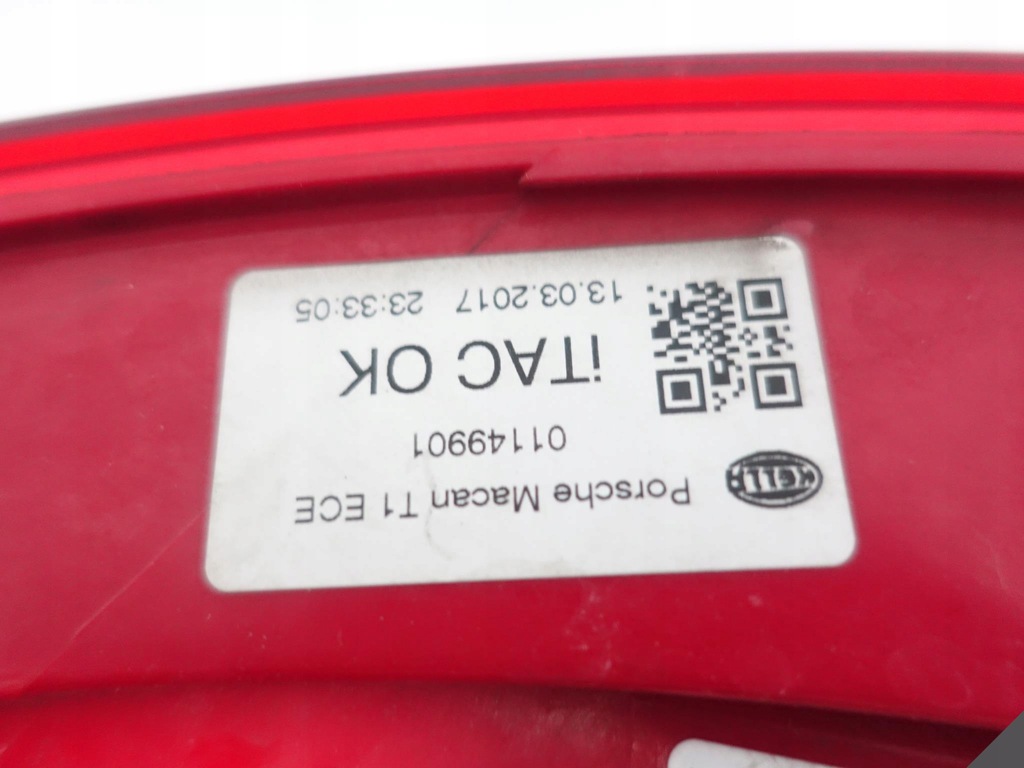 HELLA
Porsche Macan T1 ECE
01149901
iTAC OK
13.03.2017 23:33:05